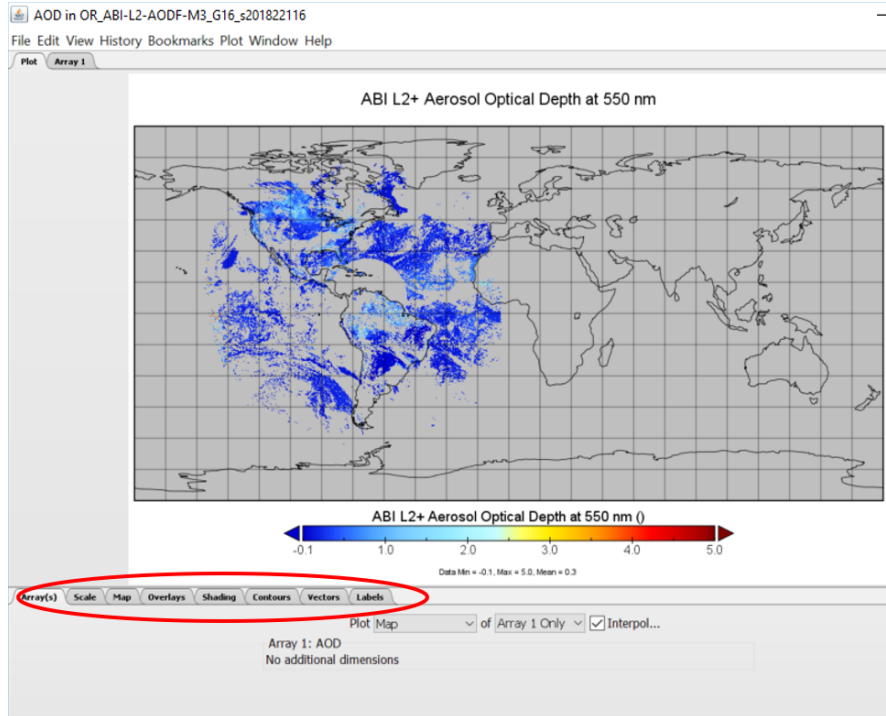 AOD in OR_ABI-L2-AODF-M3_G16_s201822116
File Edit View History Bookmarks Plot Window Help
Plot Array 1
ABI L2+ Aerosol Optical Depth at 550 nm
ABI L2+ Aerosol Optical Depth at 550 nm ()
-0.1 1.0 2.0 3.0 4.0 5.0
Data Min = -0.1, Max = 5.0, Mean = 0.3
Array(s) Scale Map Overlays Shading Contours Vectors Labels
Plot Map of Array 1 Only Interpol...
Array 1: AOD
No additional dimensions